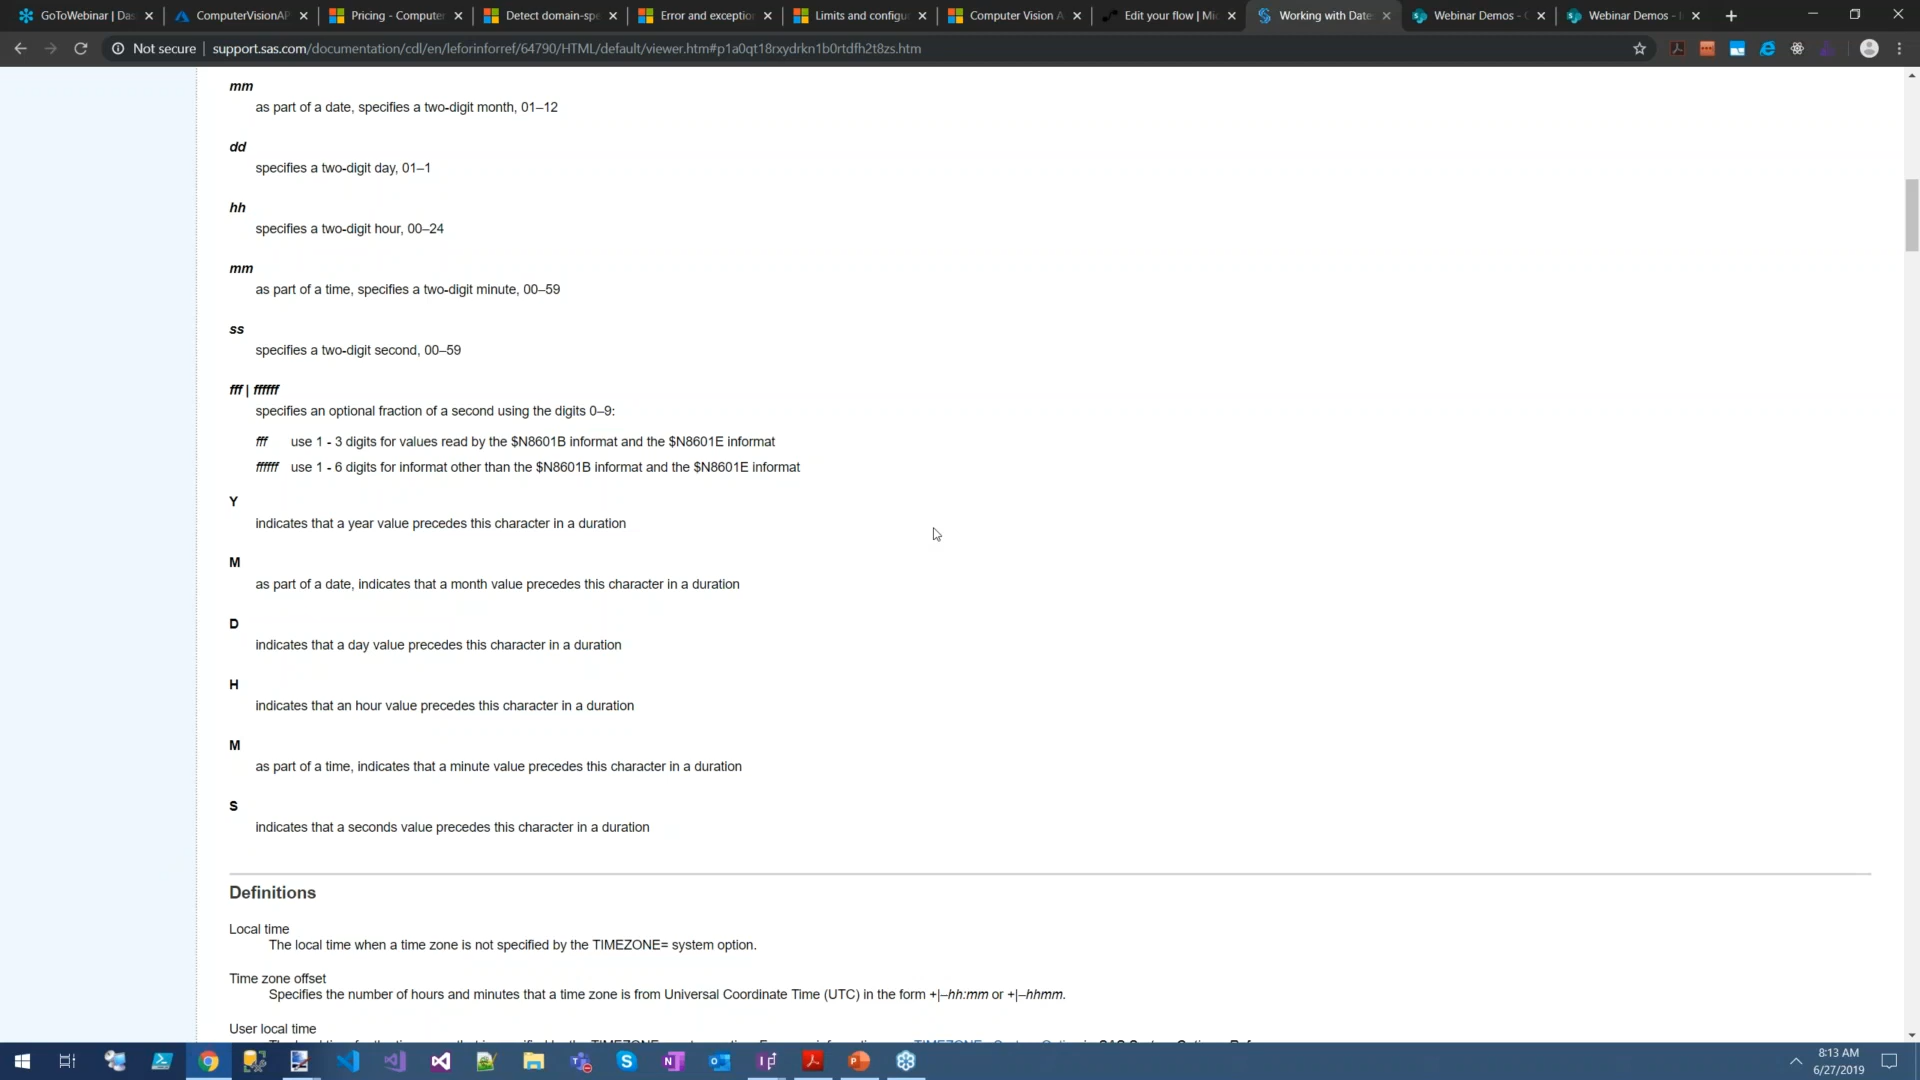 GoToWebinar | Das
ComputerVisionAP
Pricing - Computer
Detect domain-spe
Error and exceptio
Limits and configu
Computer Vision A
Edit your flow | Mi
Working with Date
Webinar Demos -
Webinar Demos -
Not secure | support.sas.com/documentation/cdl/en/leforinforref/64790/HTML/default/viewer.htm#p1a0qt18rxydrkn1b0rtdfh2t8zs.htm
mm
as part of a date, specifies a two-digit month, 01–12
dd
specifies a two-digit day, 01–1
hh
specifies a two-digit hour, 00–24
mm
as part of a time, specifies a two-digit minute, 00–59
ss
specifies a two-digit second, 00–59
fff | ffffff
specifies an optional fraction of a second using the digits 0–9:
fff use 1 - 3 digits for values read by the $N8601B informat and the $N8601E informat
ffffff use 1 - 6 digits for informat other than the $N8601B informat and the $N8601E informat
Y
indicates that a year value precedes this character in a duration
M
as part of a date, indicates that a month value precedes this character in a duration
D
indicates that a day value precedes this character in a duration
H
indicates that an hour value precedes this character in a duration
M
as part of a time, indicates that a minute value precedes this character in a duration
S
indicates that a seconds value precedes this character in a duration
Definitions
Local time
The local time when a time zone is not specified by the TIMEZONE= system option.
Time zone offset
Specifies the number of hours and minutes that a time zone is from Universal Coordinate Time (UTC) in the form +|–hh:mm or +|–hhmm.
User local time
8:13 AM
6/27/2019